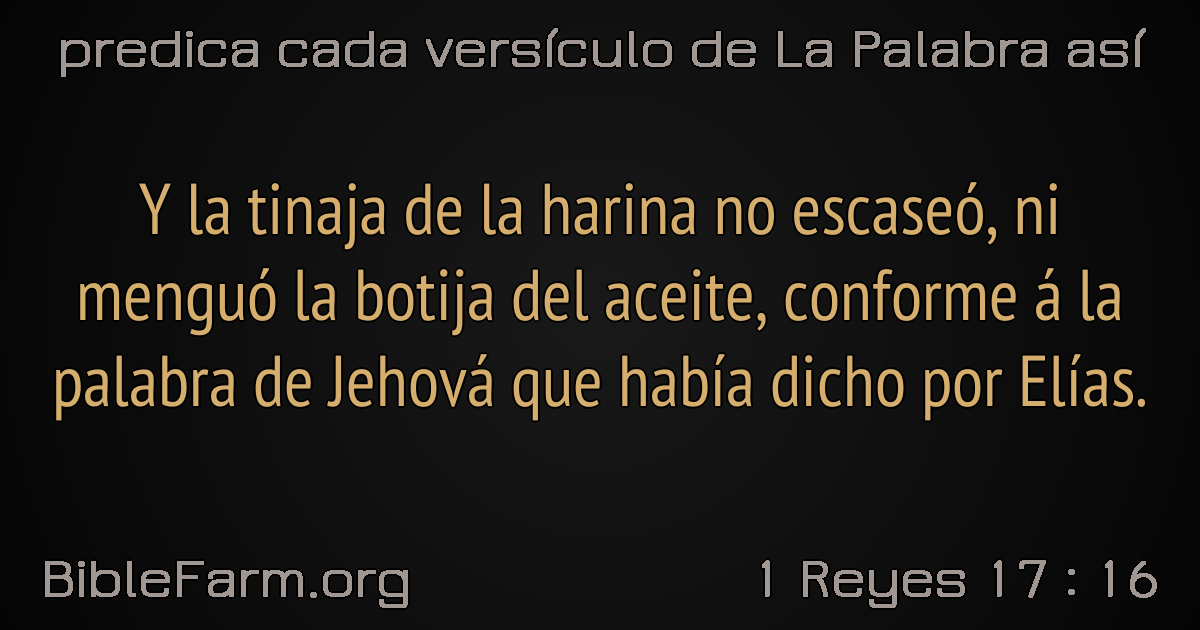 predica cada versículo de La Palabra así
Y la tinaja de la harina no escaseó, ni
menguó la botija del aceite, conforme á la
palabra de Jehová que había dicho por Elías.
BibleFarm.org
1 Reyes 17 : 16